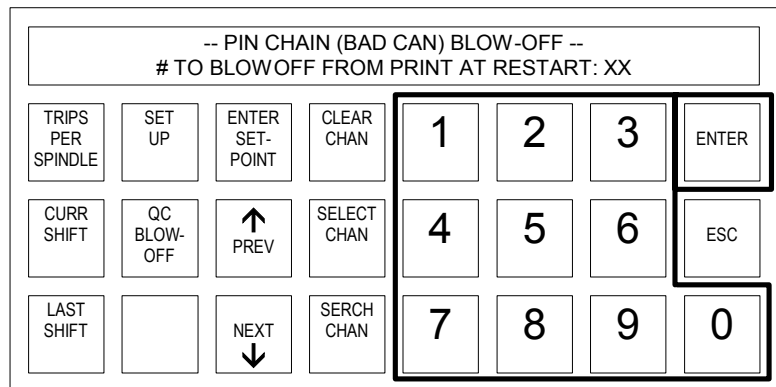 -- PIN CHAIN (BAD CAN) BLOW-OFF --
# TO BLOWOFF FROM PRINT AT RESTART: XX
TRIPS
PER
SPINDLE
SET
UP
ENTER
SET-
POINT
CLEAR
CHAN
1
2
3
ENTER
CURR
SHIFT
QC
BLOW-
OFF
PREV
SELECT
CHAN
4
5
6
ESC
LAST
SHIFT
NEXT
SERCH
CHAN
7
8
9
0